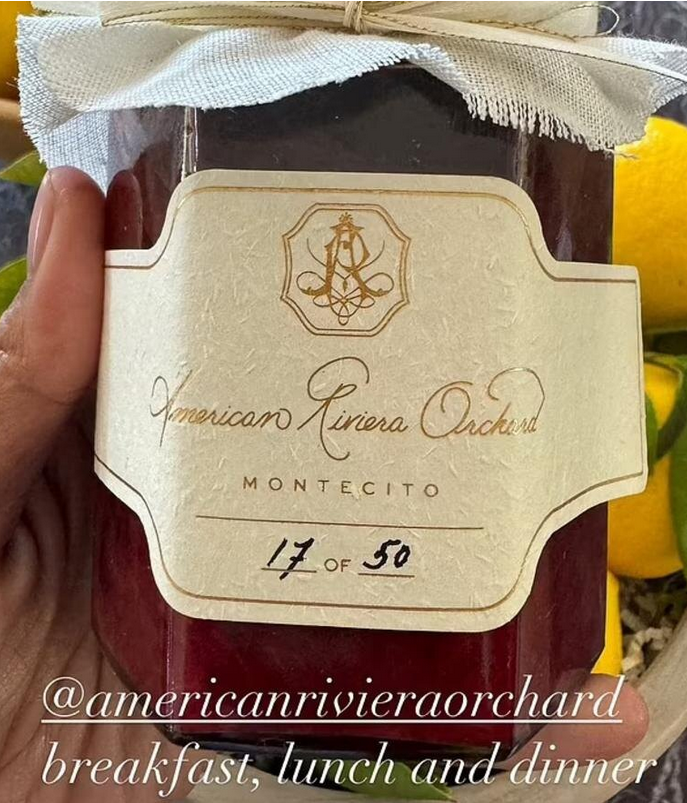 American Riviera Orchard
MONTECITO
17 OF 50
@americanrivieraorchard
breakfast, lunch and dinner